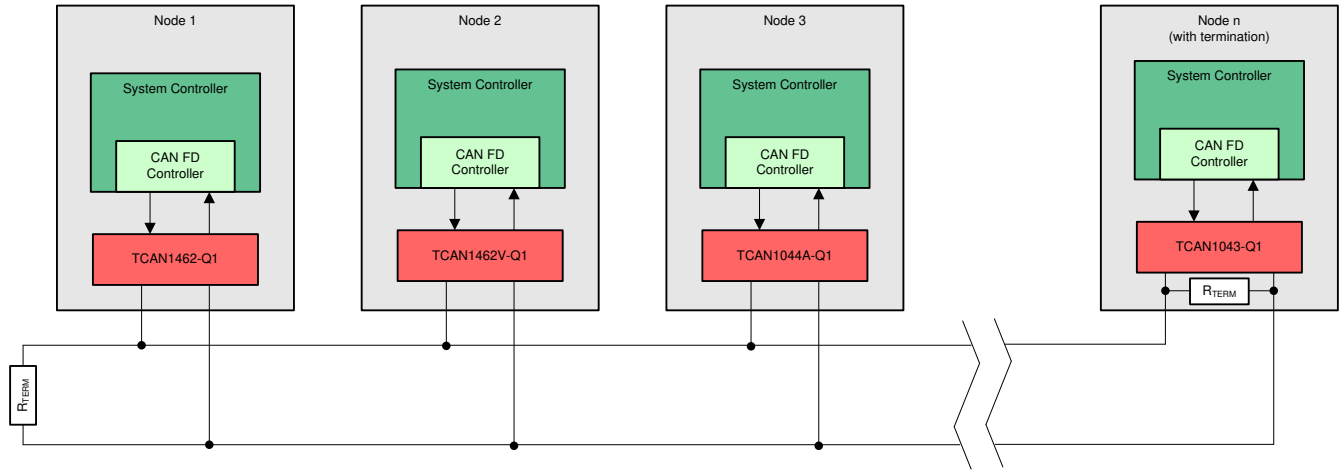 Node 1
System Controller
CAN FD
Controller
TCAN1462-Q1
Node 2
System Controller
CAN FD
Controller
TCAN1462V-Q1
Node 3
System Controller
CAN FD
Controller
TCAN1044A-Q1
Node n
(with termination)
System Controller
CAN FD
Controller
TCAN1043-Q1
RTERM
RTERM